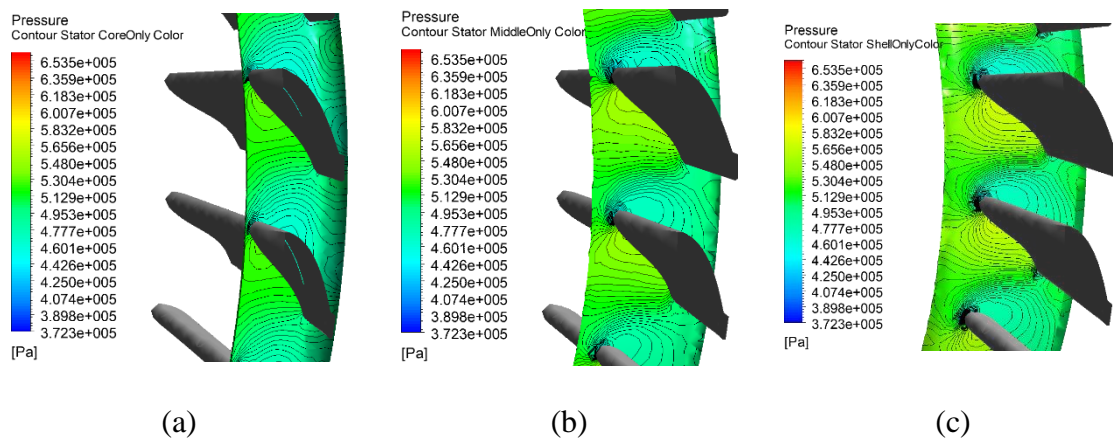 Pressure
Contour Stator CoreOnly Color
6.535e+005
6.359e+005
6.183e+005
6.007e+005
5.832e+005
5.656e+005
5.480e+005
5.304e+005
5.129e+005
4.953e+005
4.777e+005
4.601e+005
4.426e+005
4.250e+005
4.074e+005
3.898e+005
3.723e+005
[Pa]
(a)
Pressure
Contour Stator MiddleOnly Color
6.535e+005
6.359e+005
6.183e+005
6.007e+005
5.832e+005
5.656e+005
5.480e+005
5.304e+005
5.129e+005
4.953e+005
4.777e+005
4.601e+005
4.426e+005
4.250e+005
4.074e+005
3.898e+005
3.723e+005
[Pa]
(b)
Pressure
Contour Stator ShellOnlyColor
6.535e+005
6.359e+005
6.183e+005
6.007e+005
5.832e+005
5.656e+005
5.480e+005
5.304e+005
5.129e+005
4.953e+005
4.777e+005
4.601e+005
4.426e+005
4.250e+005
4.074e+005
3.898e+005
3.723e+005
[Pa]
(c)